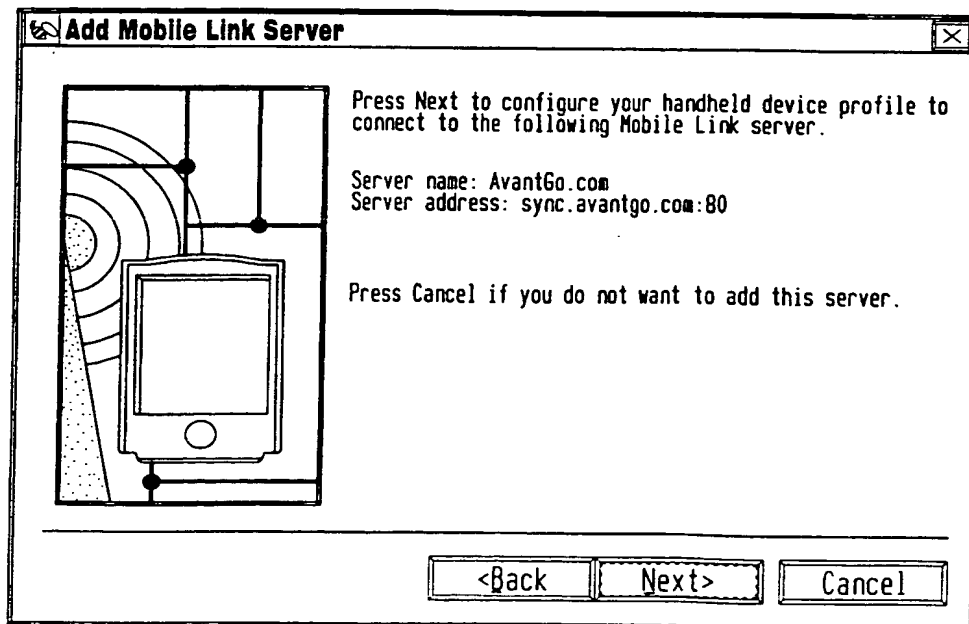 Add Mobile Link Server
Press Next to configure your handheld device profile to
connect to the following Mobile Link server.
Server name: AvantGo.com
Server address: sync.avantgo.com:80
Press Cancel if you do not want to add this server.
<Back
Next>
Cancel